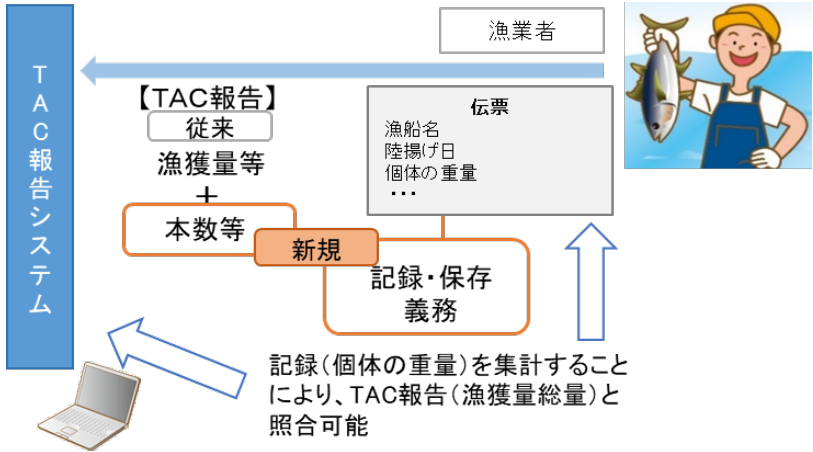 TAC報告システム
漁業者
【TAC報告】
従来
漁獲量等
+
本数等
新規
伝票
漁船名
陸揚げ日
個体の重量
・・・
記録・保存
義務
記録(個体の重量)を集計すること
により、TAC報告(漁獲量総量)と
照合可能